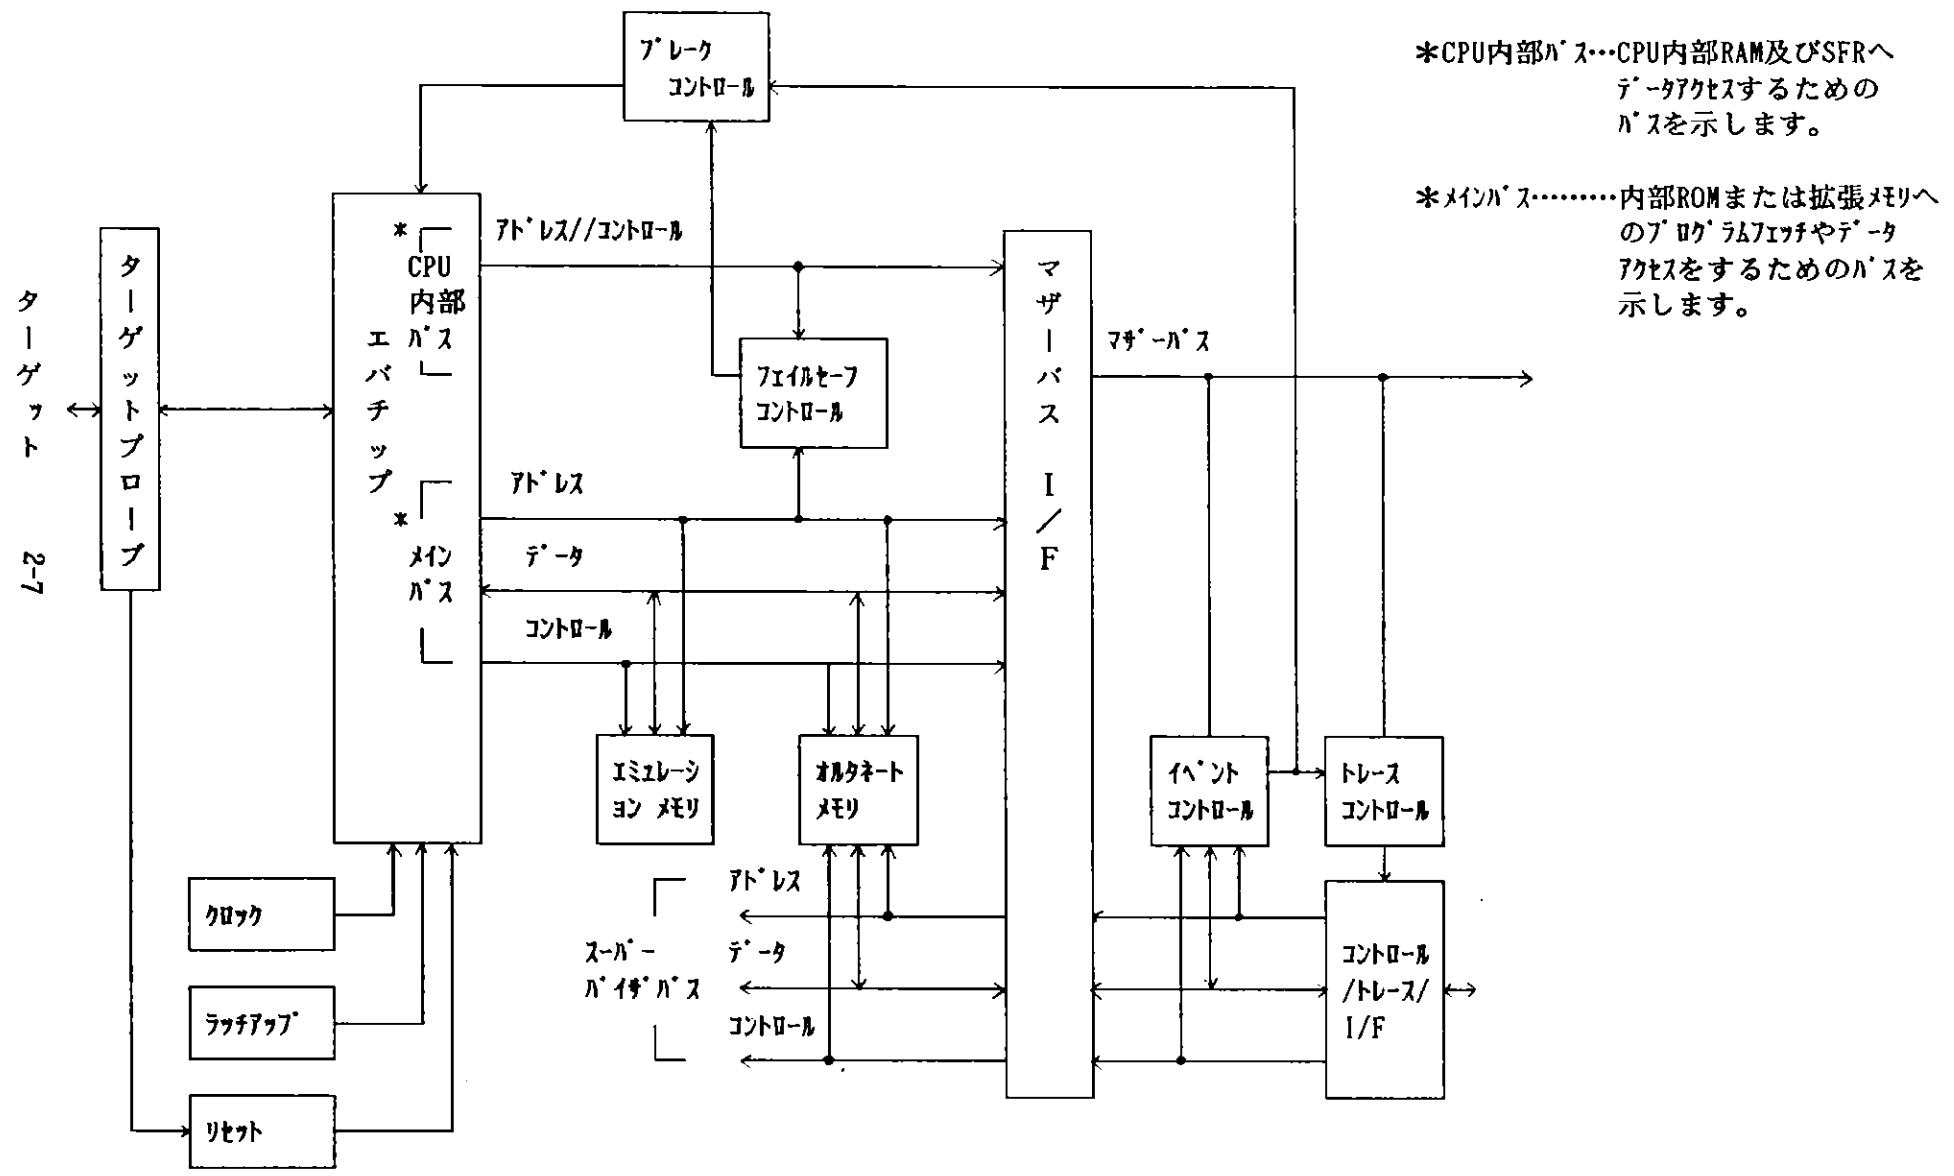 ブレーク
コントロール
*CPU内部バス…CPU内部RAM及びSFRへ
データアクセスするための
バスを示します。
*メインバス………内部ROMまたは拡張メモリへ
のプログラムフェッチやデータ
アクセスをするためのバスを
示します。
ターゲット
2-7
ターゲットプローブ
エバチップ
*
CPU
内部
バス
*
メイン
バス
アドレス//コントロール
フェイルセーフ
コントロール
アドレス
データ
コントロール
マザーバス I/F
マザーバス
エミュレーシ
ョン メモリ
オルタネート
メモリ
イベント
コントロール
トレース
コントロール
クロック
ラッチアップ
リセット
スーパー
バイザバス
アドレス
データ
コントロール
コントロール
/トレース/
I/F